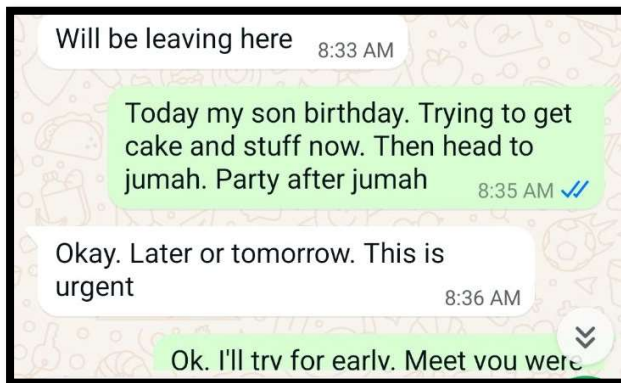 Will be leaving here 8:33 AM
Today my son birthday. Trying to get
cake and stuff now. Then head to
jumah. Party after jumah 8:35 AM
Okay. Later or tomorrow. This is
urgent 8:36 AM
Ok. I'll try for early. Meet you were